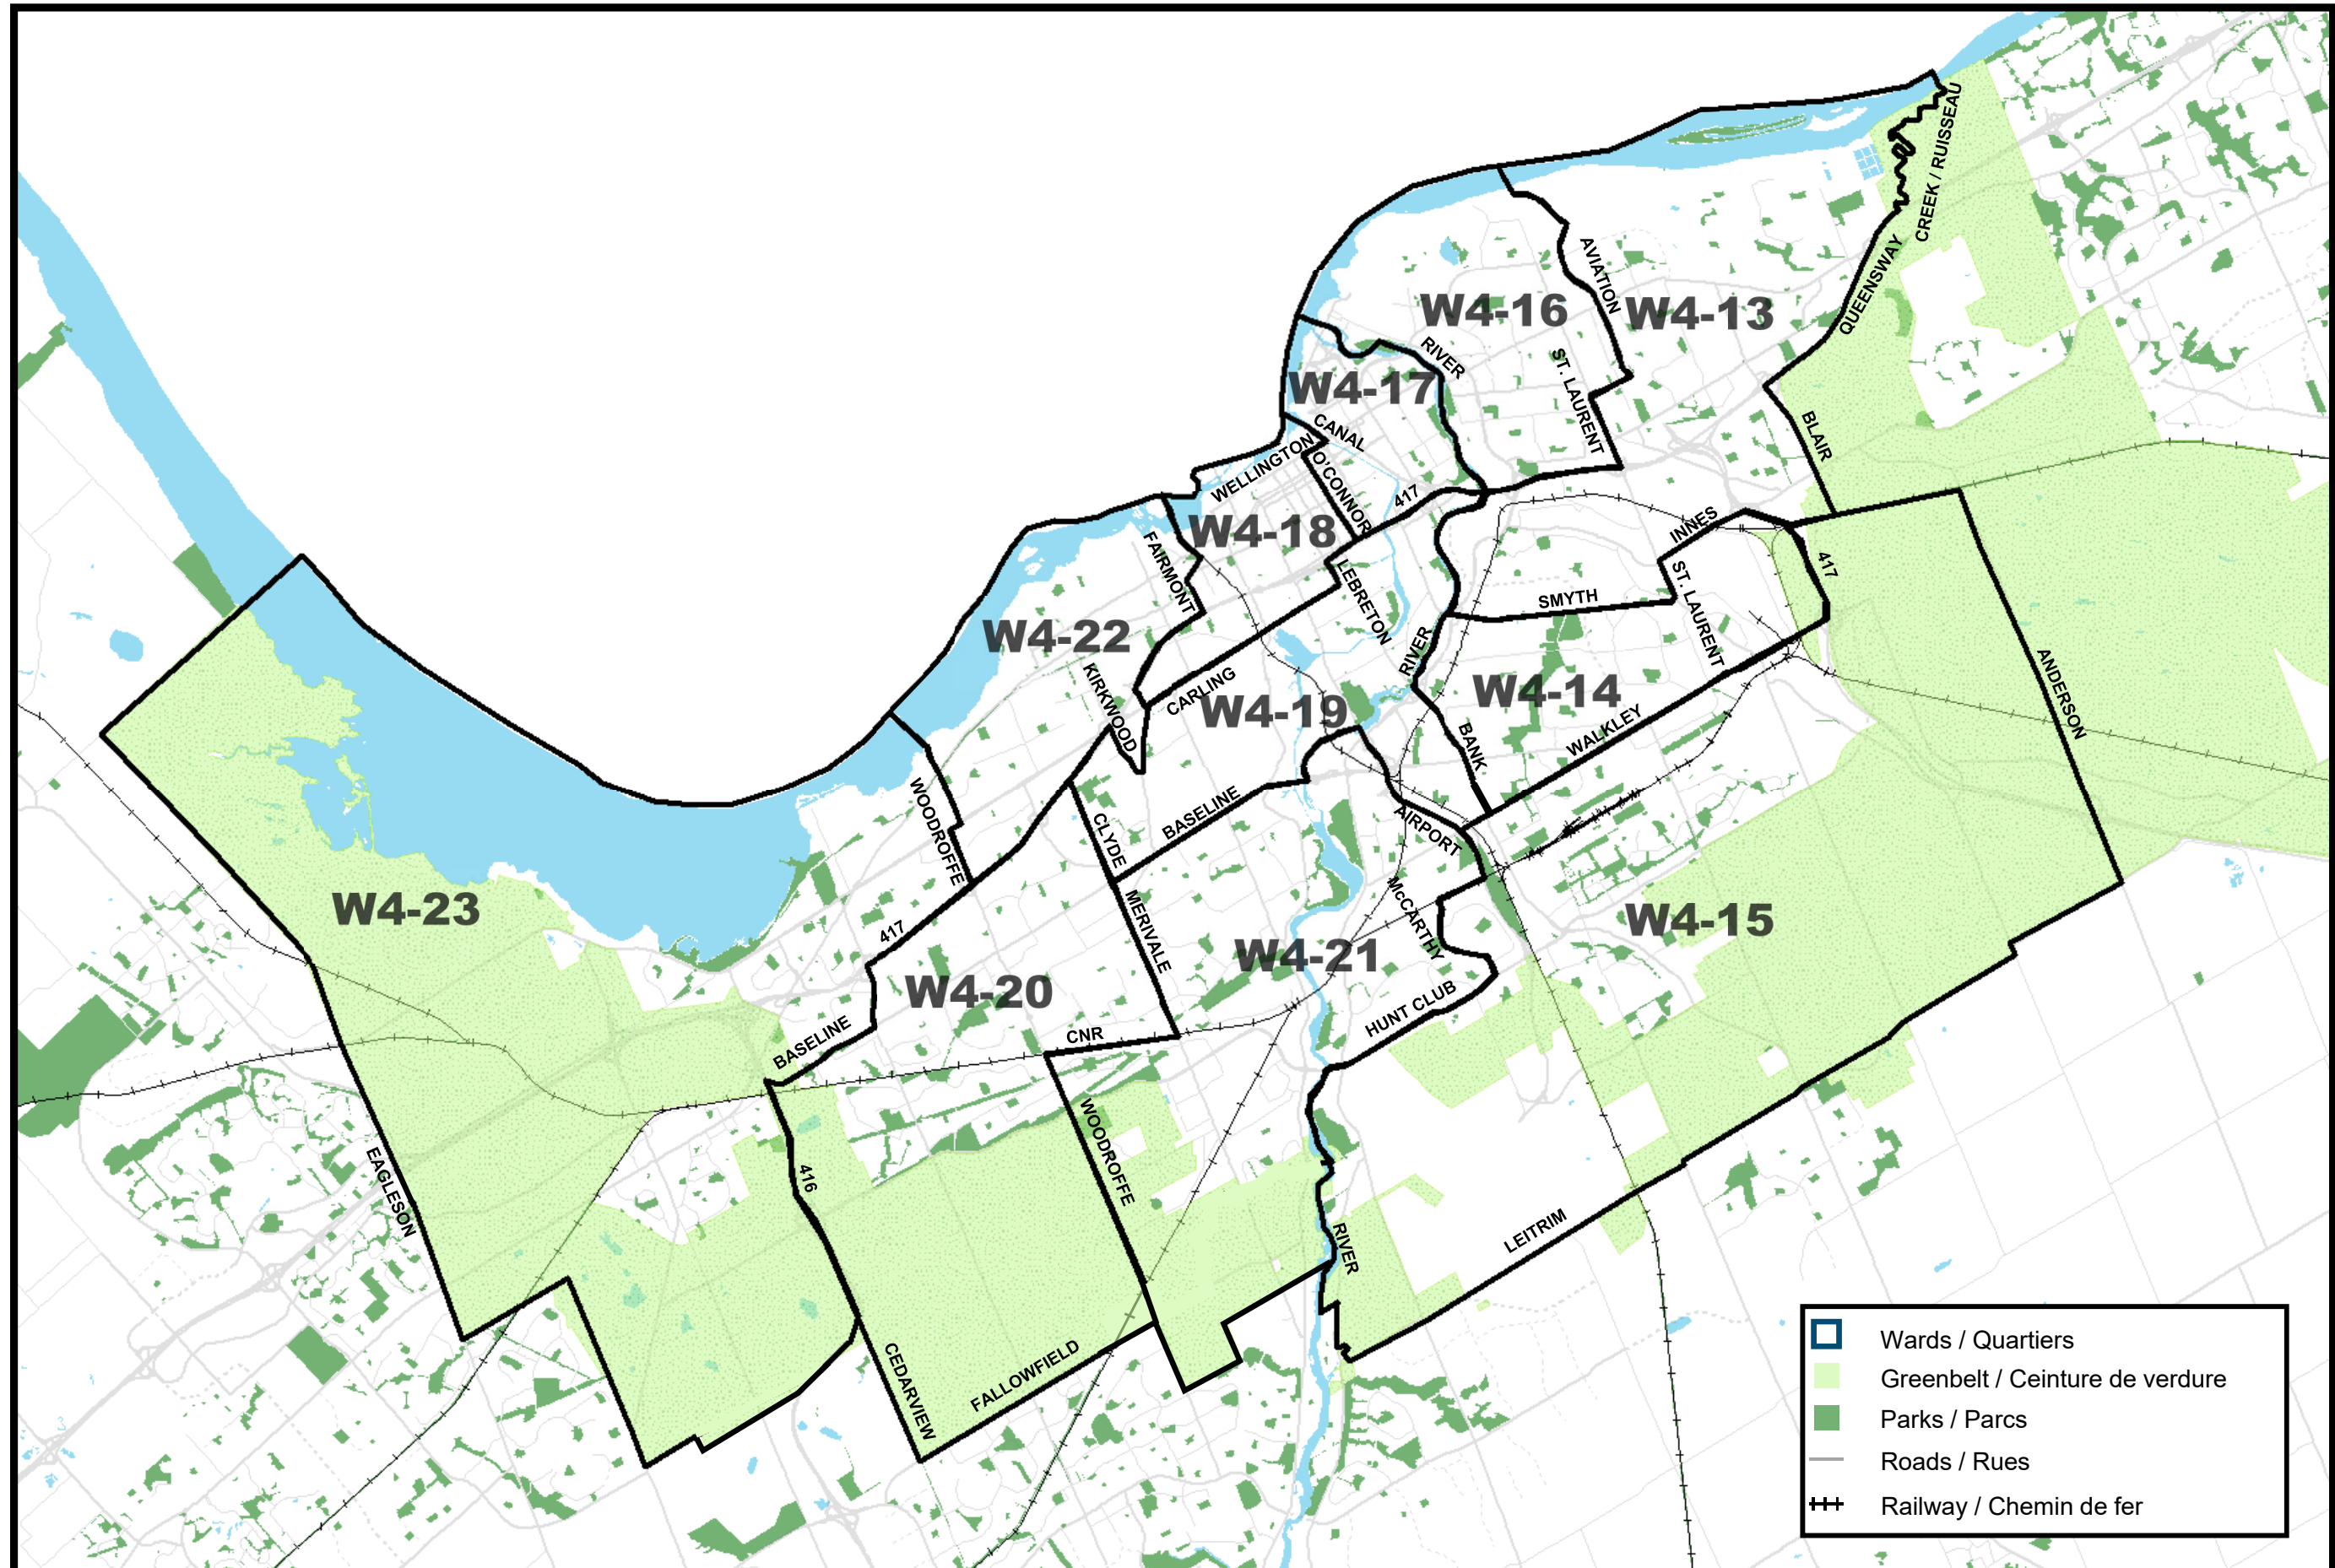 CREEK / RUISSEAU
QUEENSWAY
AVIATION
W4-16
W4-13
RIVER
ST. LAURENT
W4-17
CANAL
BLAIR
WELLINGTON
O'CONNOR
417
W4-18
INNES
FAIRMONT
417
LEBRETON
ST. LAURENT
SMYTH
W4-22
RIVER
ANDERSON
KIRKWOOD
CARLING
W4-14
W4-19
WALKLEY
BANK
WOODROFFE
CLYDE
BASELINE
AIRPORT
W4-23
McCARTHY
W4-15
MERIVALE
417
W4-21
W4-20
HUNT CLUB
BASELINE
CNR
WOODROFFE
EAGLESON
416
RIVER
LEITRIM
CEDARVIEW
FALLOWFIELD
Wards / Quartiers
Greenbelt / Ceinture de verdure
Parks / Parcs
Roads / Rues
Railway / Chemin de fer